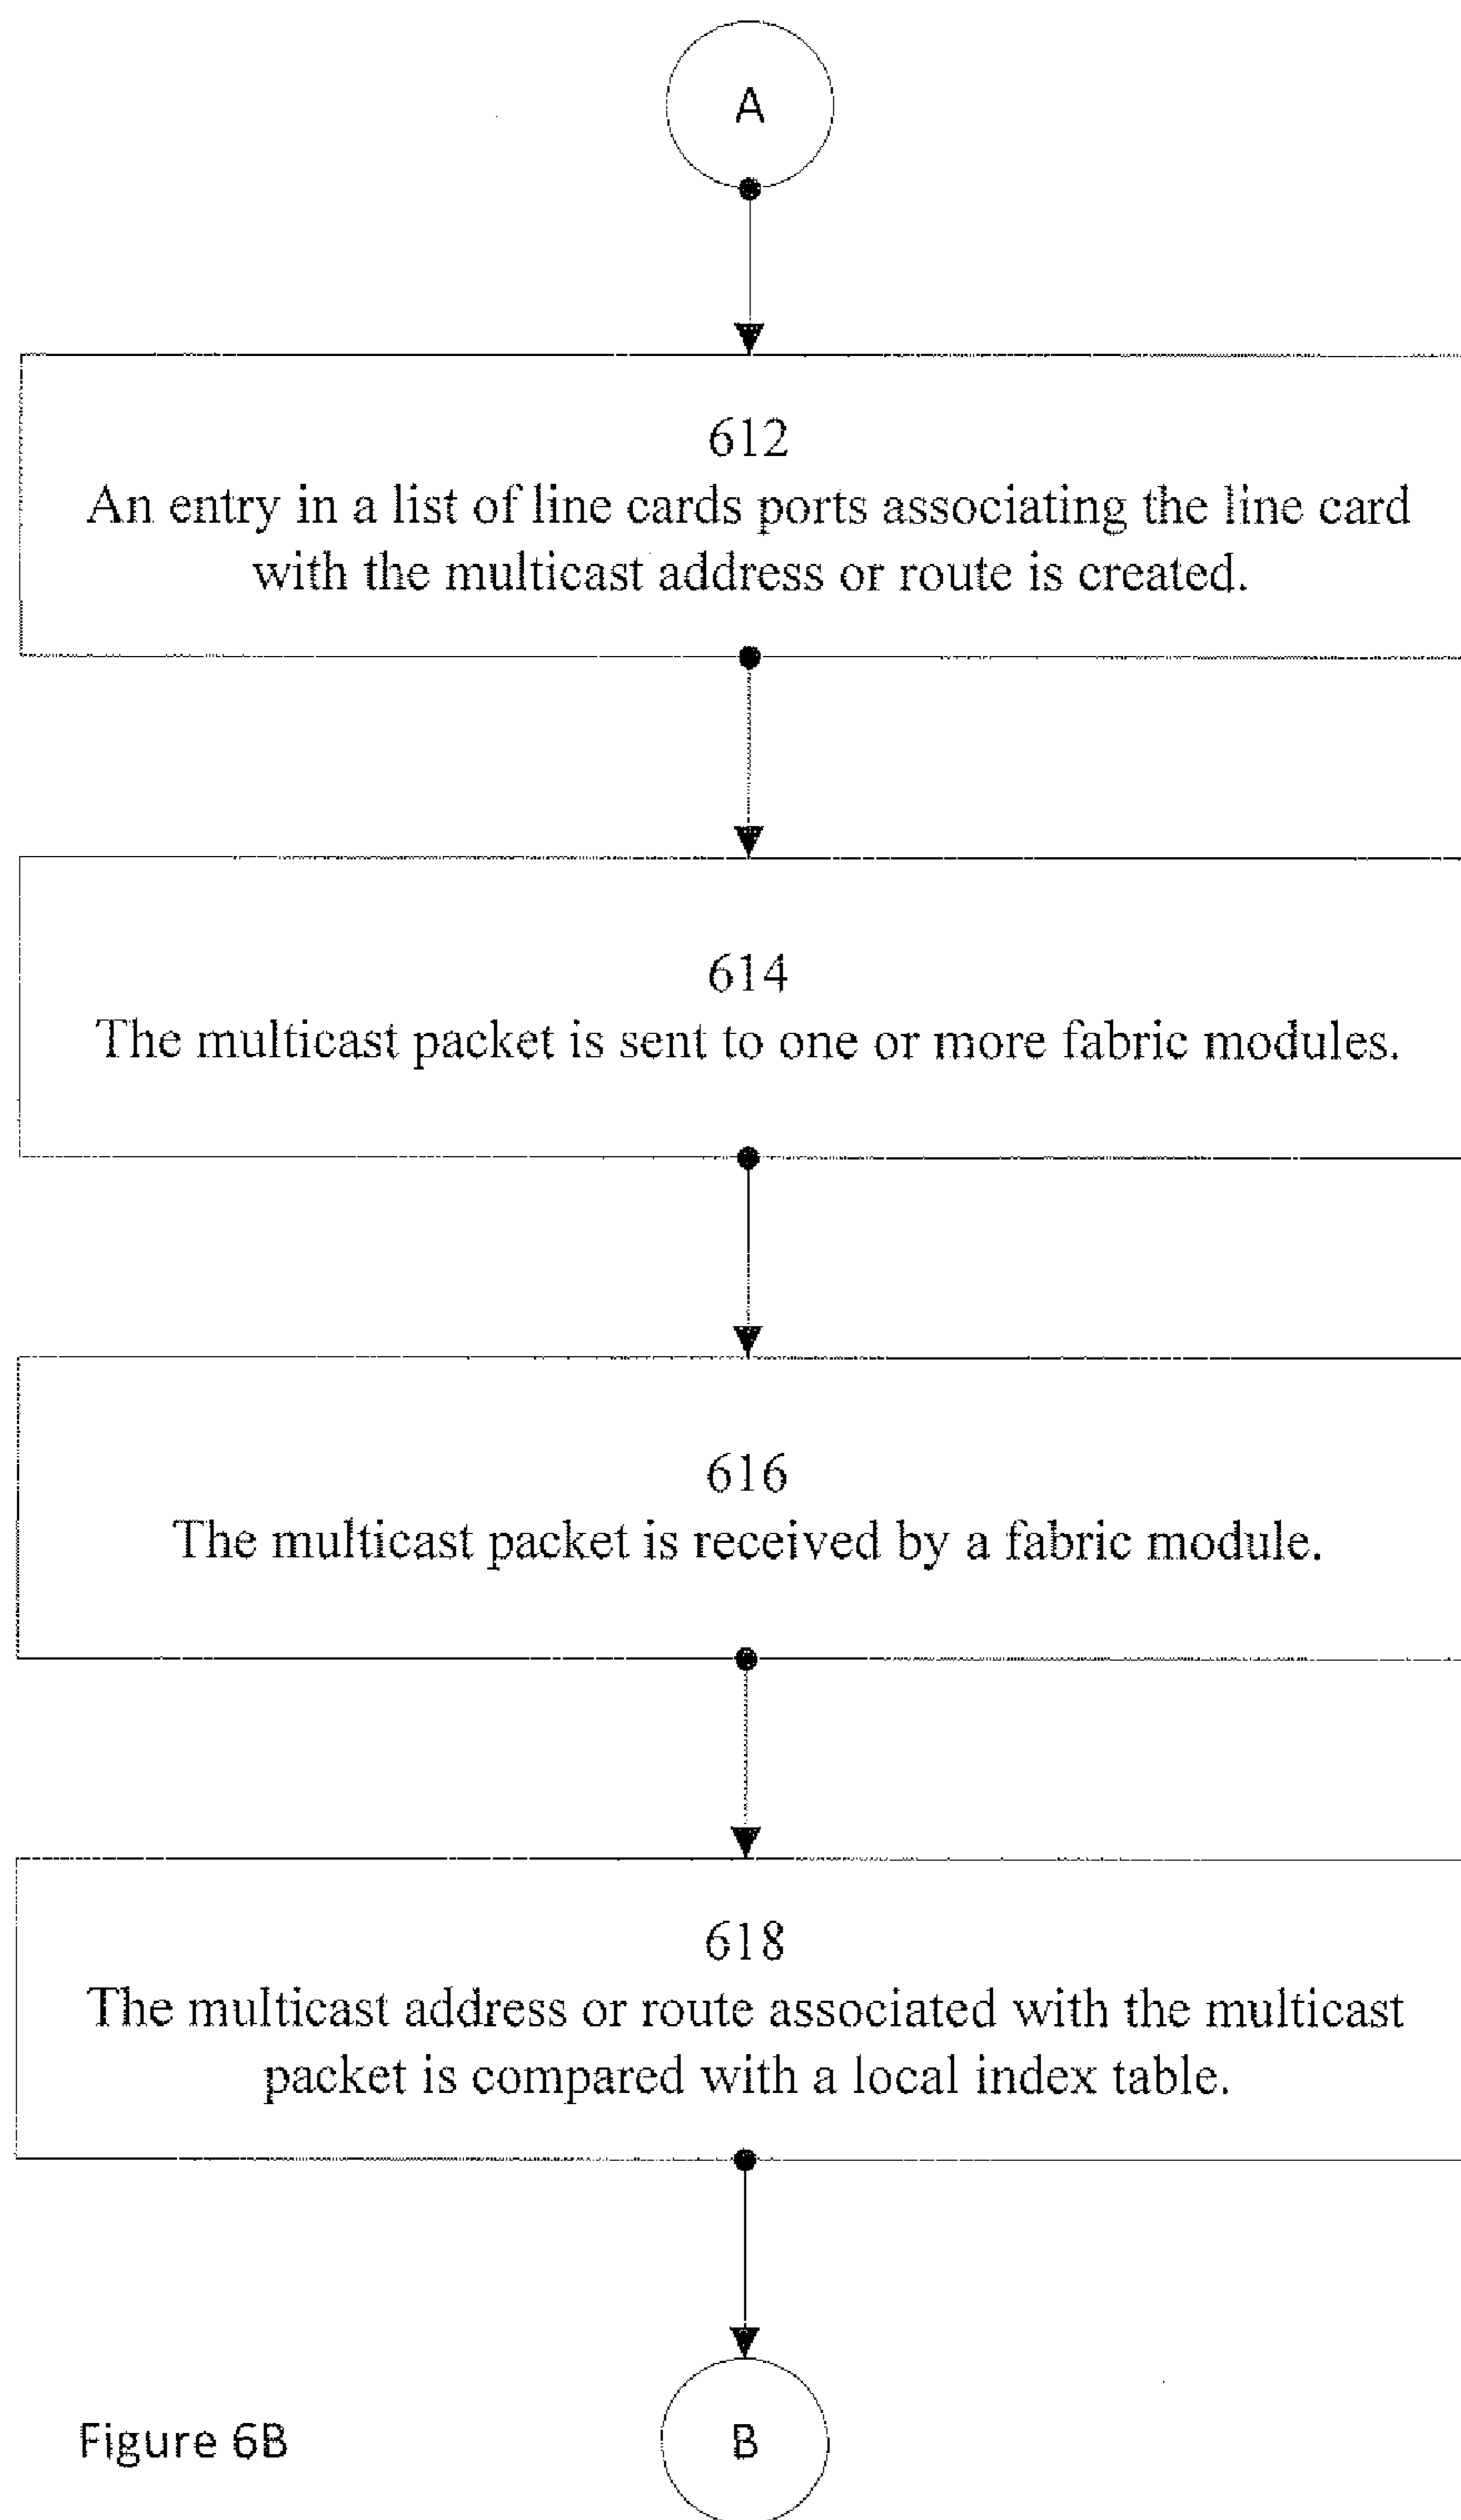 A
612
An entry in a list of line cards ports associating the line card
with the multicast address or route is created.
614
The multicast packet is sent to one or more fabric modules.
616
The multicast packet is received by a fabric module.
618
The multicast address or route associated with the multicast
packet is compared with a local index table.
Figure 6B
B